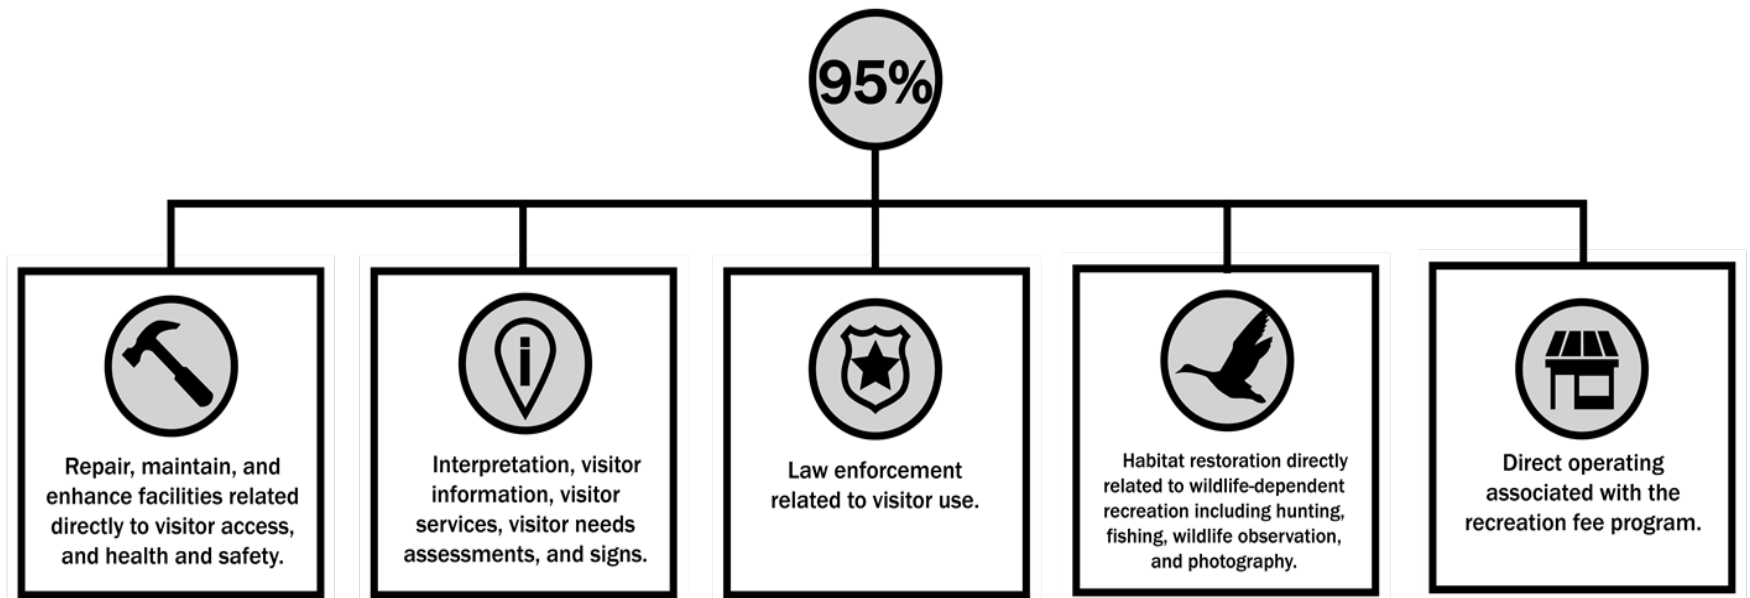 95%
i
Repair, maintain, and
enhance facilities related
directly to visitor access,
and health and safety.
Interpretation, visitor
information, visitor
services, visitor needs
assessments, and signs.
Law enforcement
related to visitor use.
Habitat restoration directly
related to wildlife-dependent
recreation including hunting,
fishing, wildlife observation,
and photography.
Direct operating
associated with the
recreation fee program.